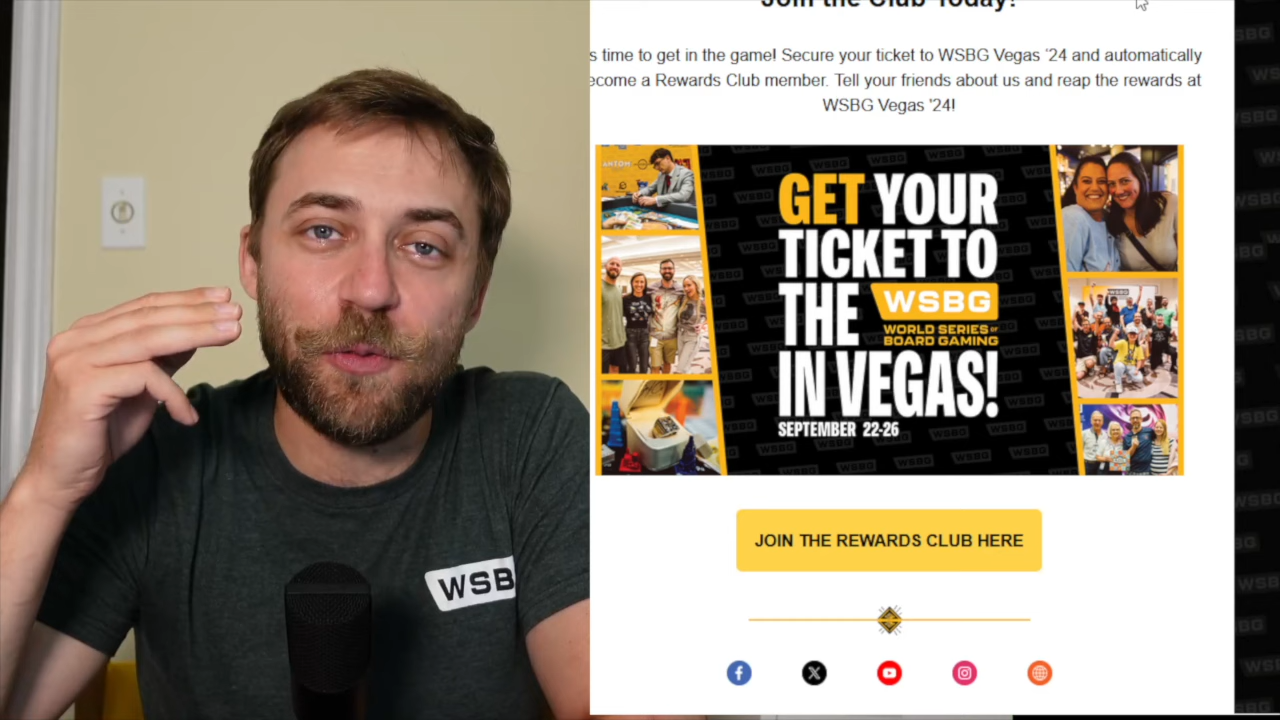 Join the Club Today!
s time to get in the game! Secure your ticket to WSBG Vegas '24 and automatically
ecome a Rewards Club member. Tell your friends about us and reap the rewards at
WSBG Vegas '24!
GET YOUR
TICKET TO
THE WSBG
WORLD SERIES OF
BOARD GAMING
IN VEGAS!
SEPTEMBER 22-26
WSB
JOIN THE REWARDS CLUB HERE